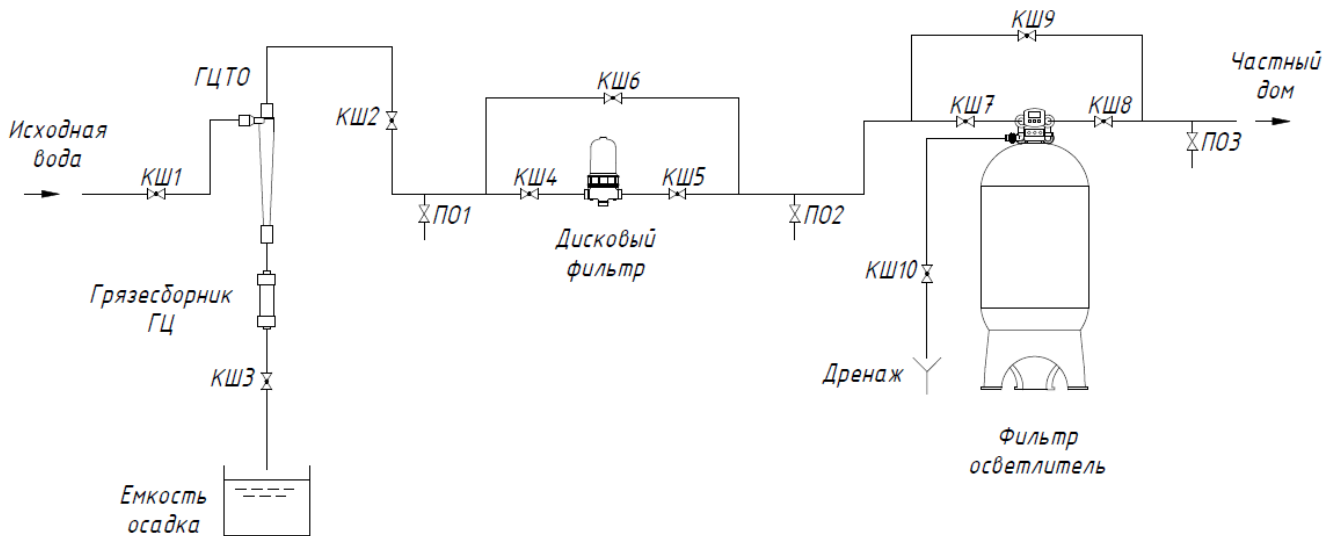 КШ9
ГЦТО
Частный
дом
КШ6
КШ7
КШ8
КШ2
Исходная
вода
ПО3
КШ1
КШ4
КШ5
ПО1
ПО2
Дисковый
фильтр
КШ10
Грязесборник
ГЦ
КШ3
Дренаж
Фильтр
осветлитель
Емкость
осадка